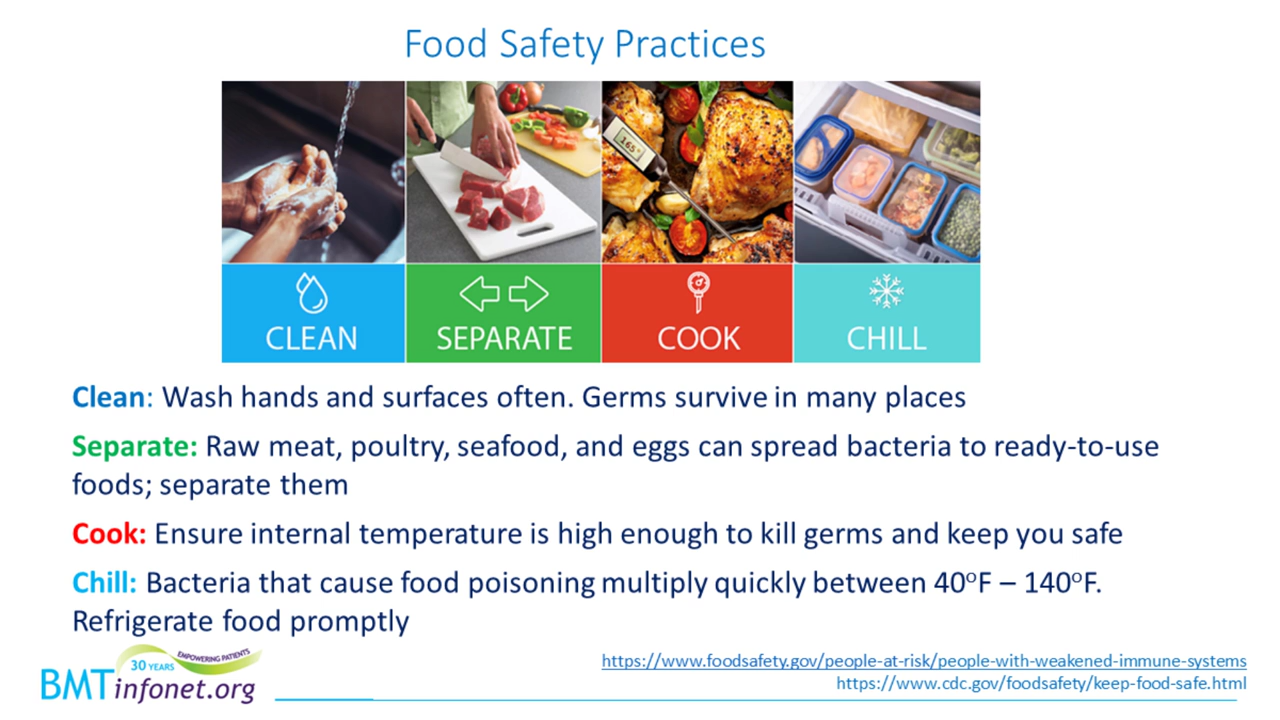 Food Safety Practices
165°
CLEAN
SEPARATE
COOK
CHILL
Clean: Wash hands and surfaces often. Germs survive in many places
Separate: Raw meat, poultry, seafood, and eggs can spread bacteria to ready-to-use
foods; separate them
Cook: Ensure internal temperature is high enough to kill germs and keep you safe
Chill: Bacteria that cause food poisoning multiply quickly between 40°F – 140°F.
Refrigerate food promptly
30 YEARS EMPOWERING PATIENTS
BMTinfonet.org
https://www.foodsafety.gov/people-at-risk/people-with-weakened-immune-systems
https://www.cdc.gov/foodsafety/keep-food-safe.html